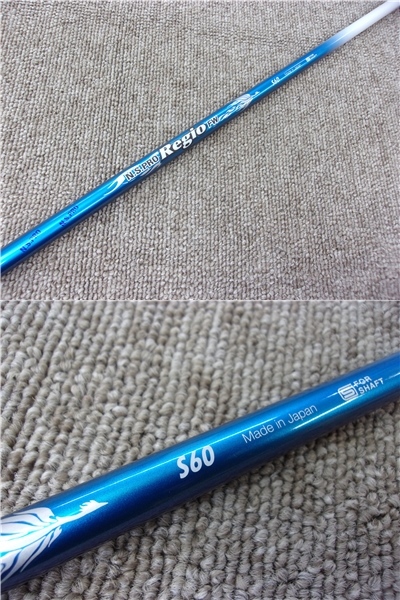 N.S.PRO Regio FW
S60
Made in Japan
S FOR SHAFT